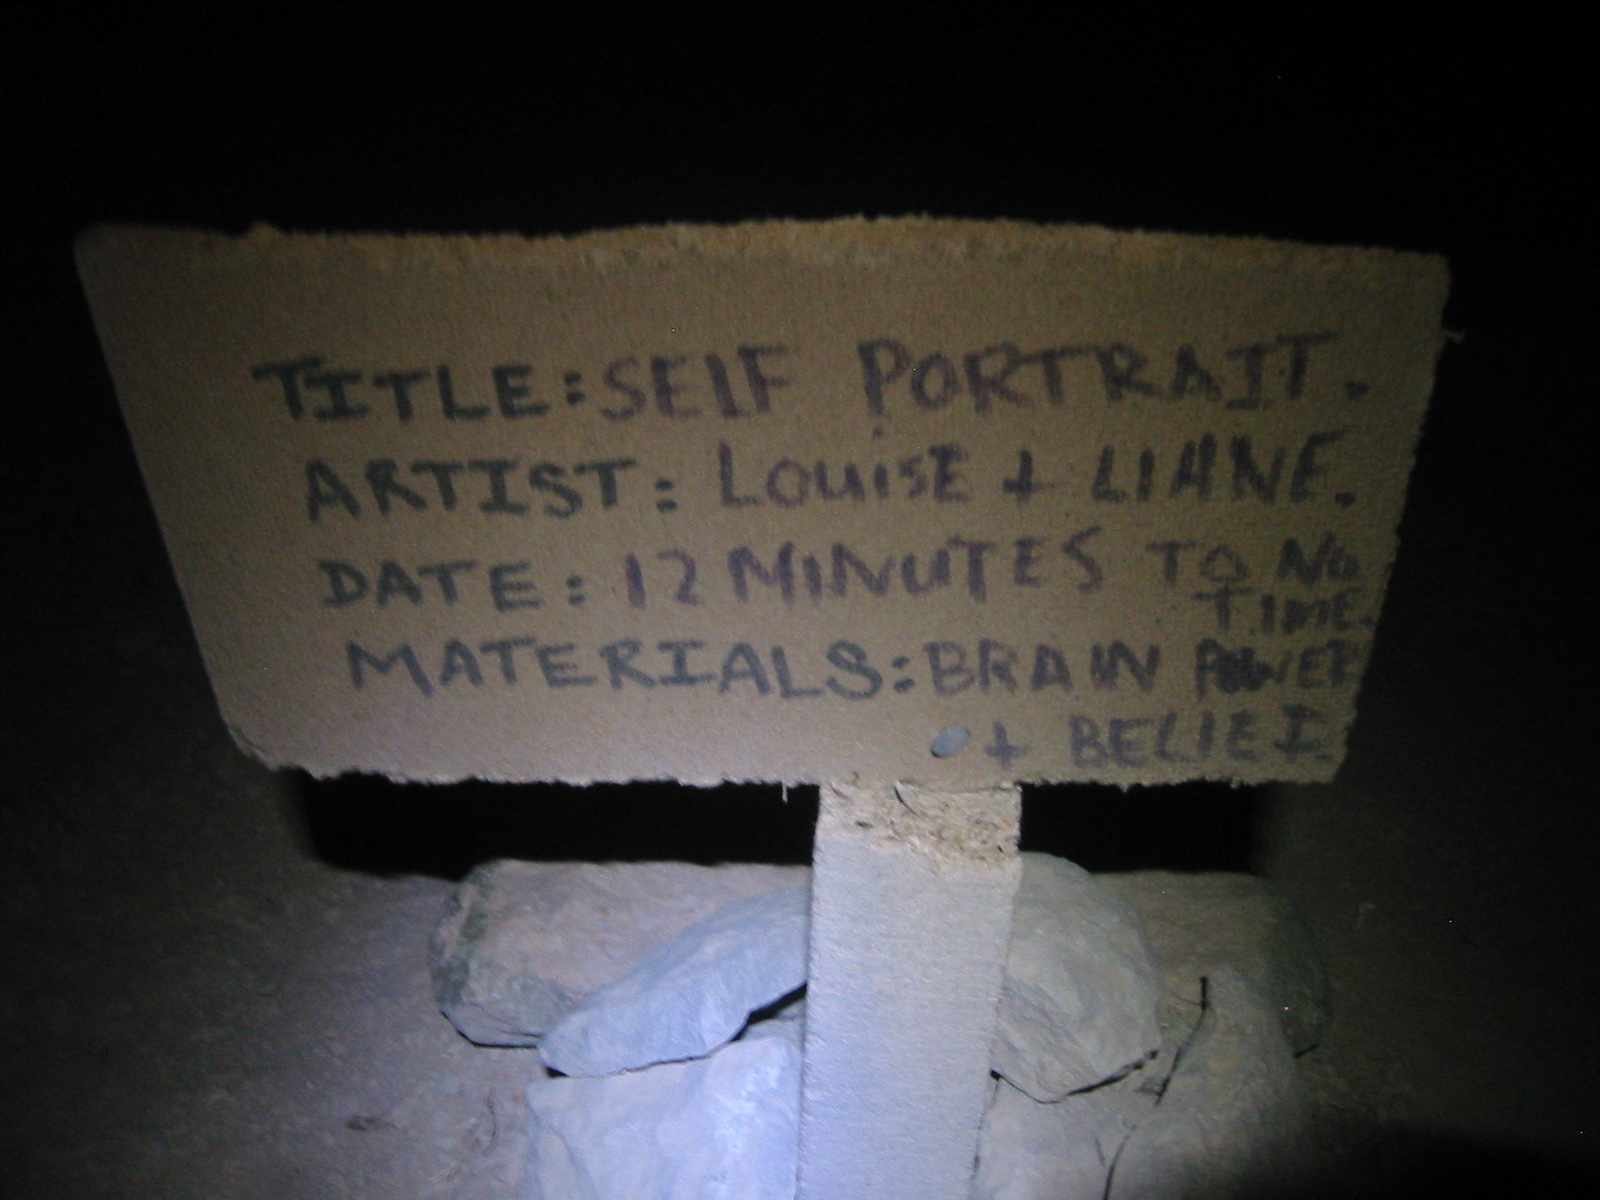 TITLE: SELF PORTRAIT.
ARTIST: LOUISE + LIANE.
DATE: 12 MINUTES TO NO
TIME.
MATERIALS: BRAIN POWER
+ BELIEF.